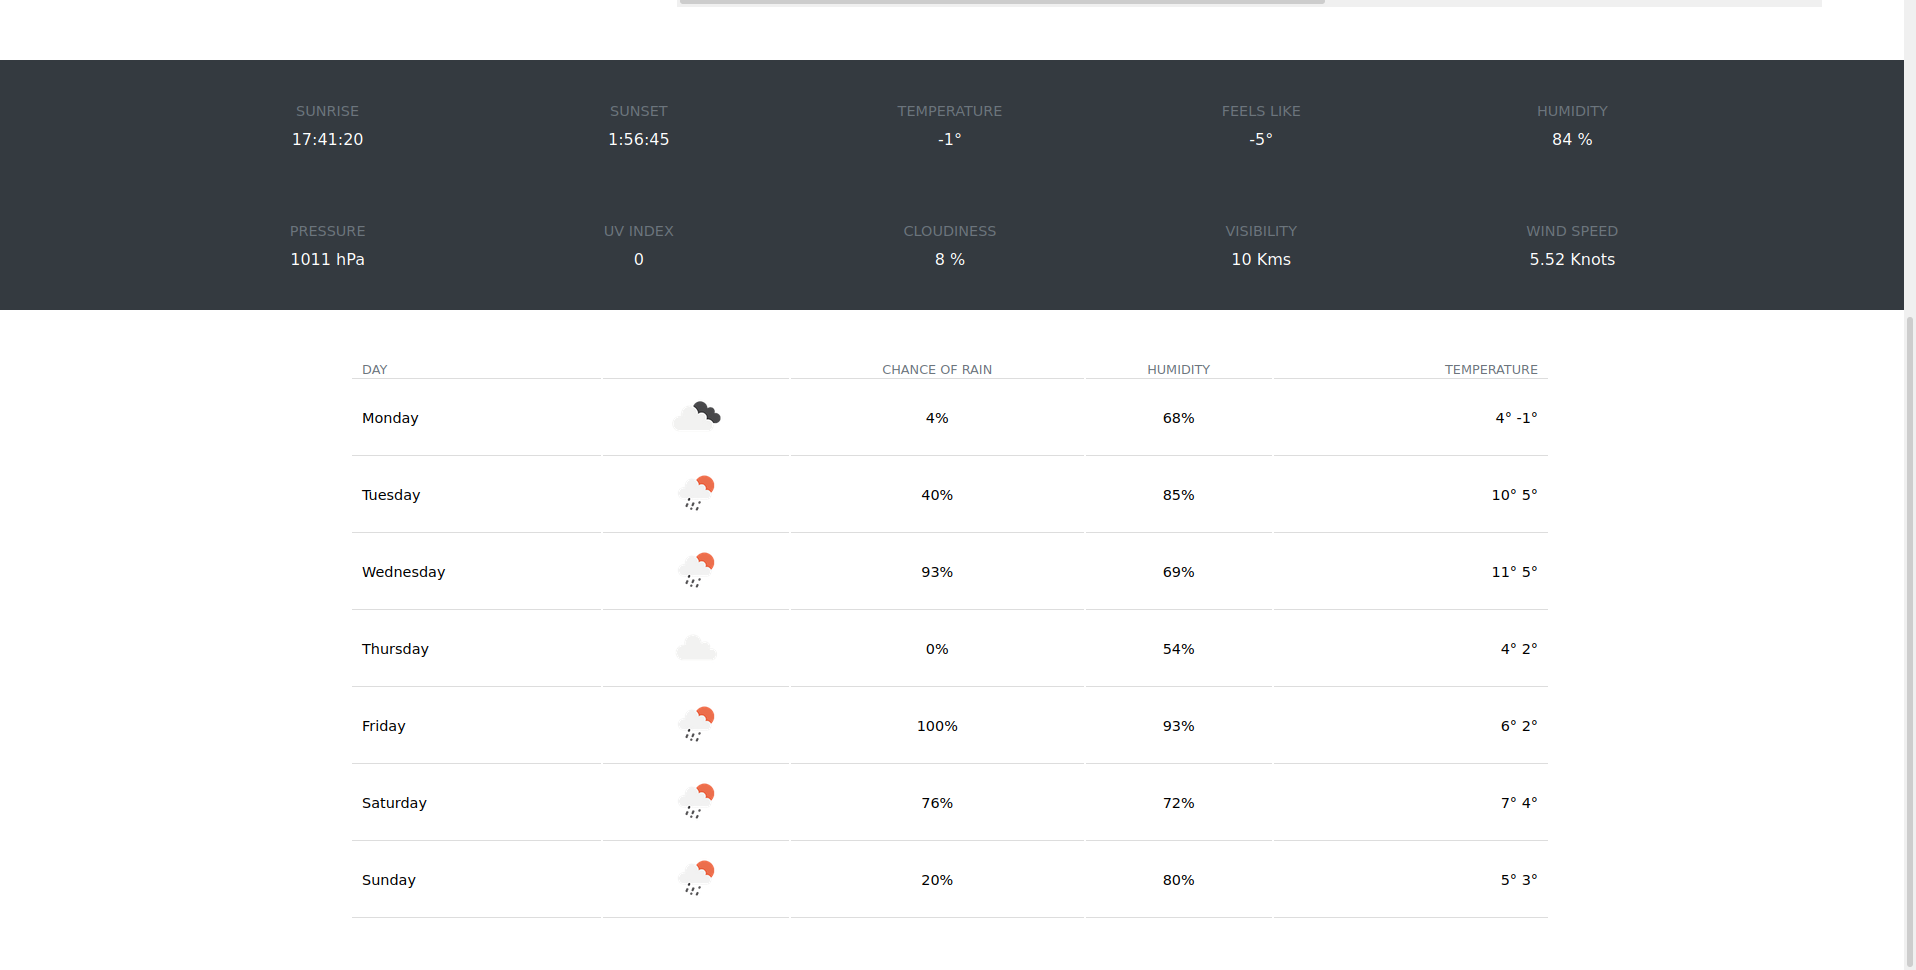 SUNRISE SUNSET TEMPERATURE FEELS LIKE HUMIDITY
17:41:20 1:56:45 -1° -5° 84 %
PRESSURE UV INDEX CLOUDINESS VISIBILITY WIND SPEED
1011 hPa 0 8 % 10 Kms 5.52 Knots
DAY CHANCE OF RAIN HUMIDITY TEMPERATURE
Monday 4% 68% 4° -1°
Tuesday 40% 85% 10° 5°
Wednesday 93% 69% 11° 5°
Thursday 0% 54% 4° 2°
Friday 100% 93% 6° 2°
Saturday 76% 72% 7° 4°
Sunday 20% 80% 5° 3°